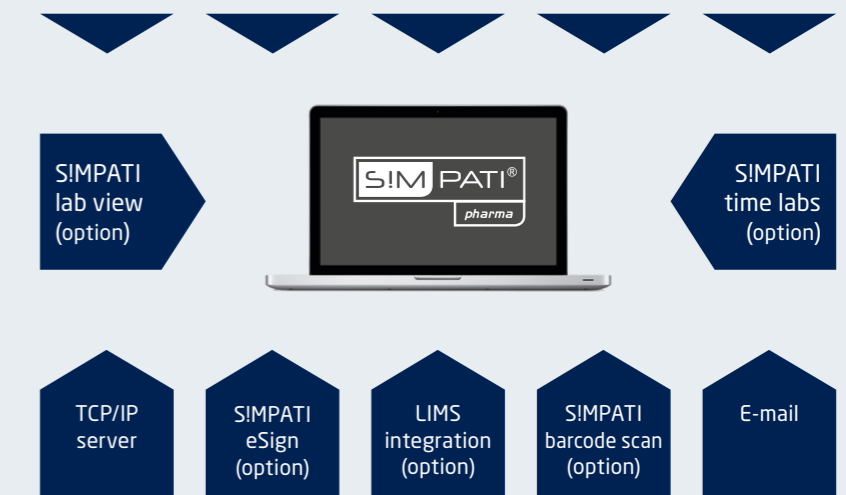 S!MPATI
lab view
(option)
S!M PATI®
pharma
S!MPATI
time labs
(option)
TCP/IP
server
S!MPATI
eSign
(option)
LIMS
integration
(option)
S!MPATI
barcode scan
(option)
E-mail